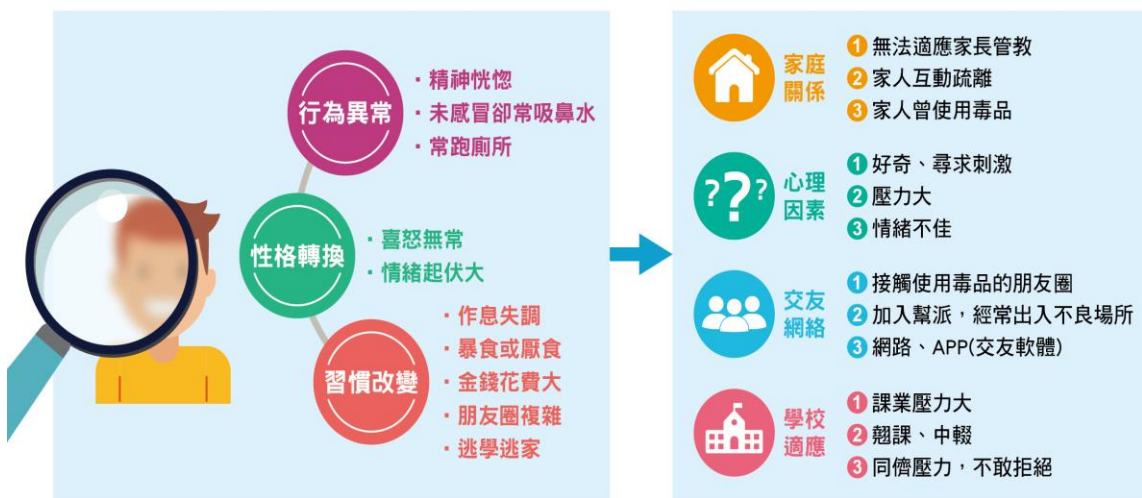 行為異常
・精神恍惚
・未感冒卻常吸鼻水
・常跑廁所
性格轉換
・喜怒無常
・情緒起伏大
習慣改變
・作息失調
・暴食或厭食
・金錢花費大
・朋友圈複雜
・逃學逃家
家庭
關係
1 無法適應家長管教
2 家人互動疏離
3 家人曾使用毒品
???
心理
因素
1 好奇、尋求刺激
2 壓力大
3 情緒不佳
交友
網絡
1 接觸使用毒品的朋友圈
2 加入幫派，經常出入不良場所
3 網路、APP(交友軟體)
學校
適應
1 課業壓力大
2 翹課、中輟
3 同儕壓力，不敢拒絕